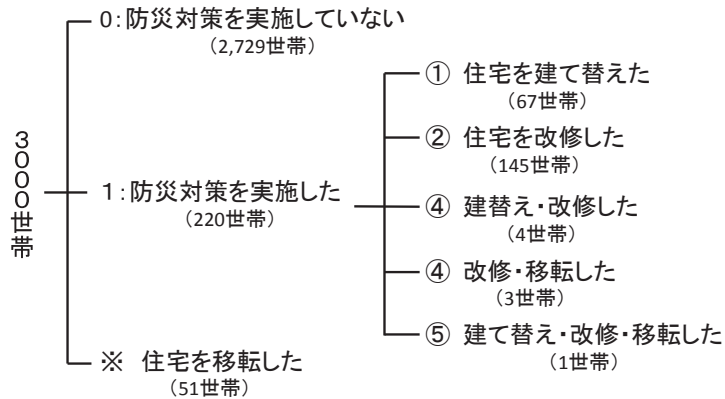 0:防災対策を実施していない
(2,729世帯)
① 住宅を建て替えた
(67世帯)
② 住宅を改修した
(145世帯)
3000世帯
1:防災対策を実施した
(220世帯)
④ 建替え・改修した
(4世帯)
④ 改修・移転した
(3世帯)
⑤ 建て替え・改修・移転した
(1世帯)
※ 住宅を移転した
(51世帯)